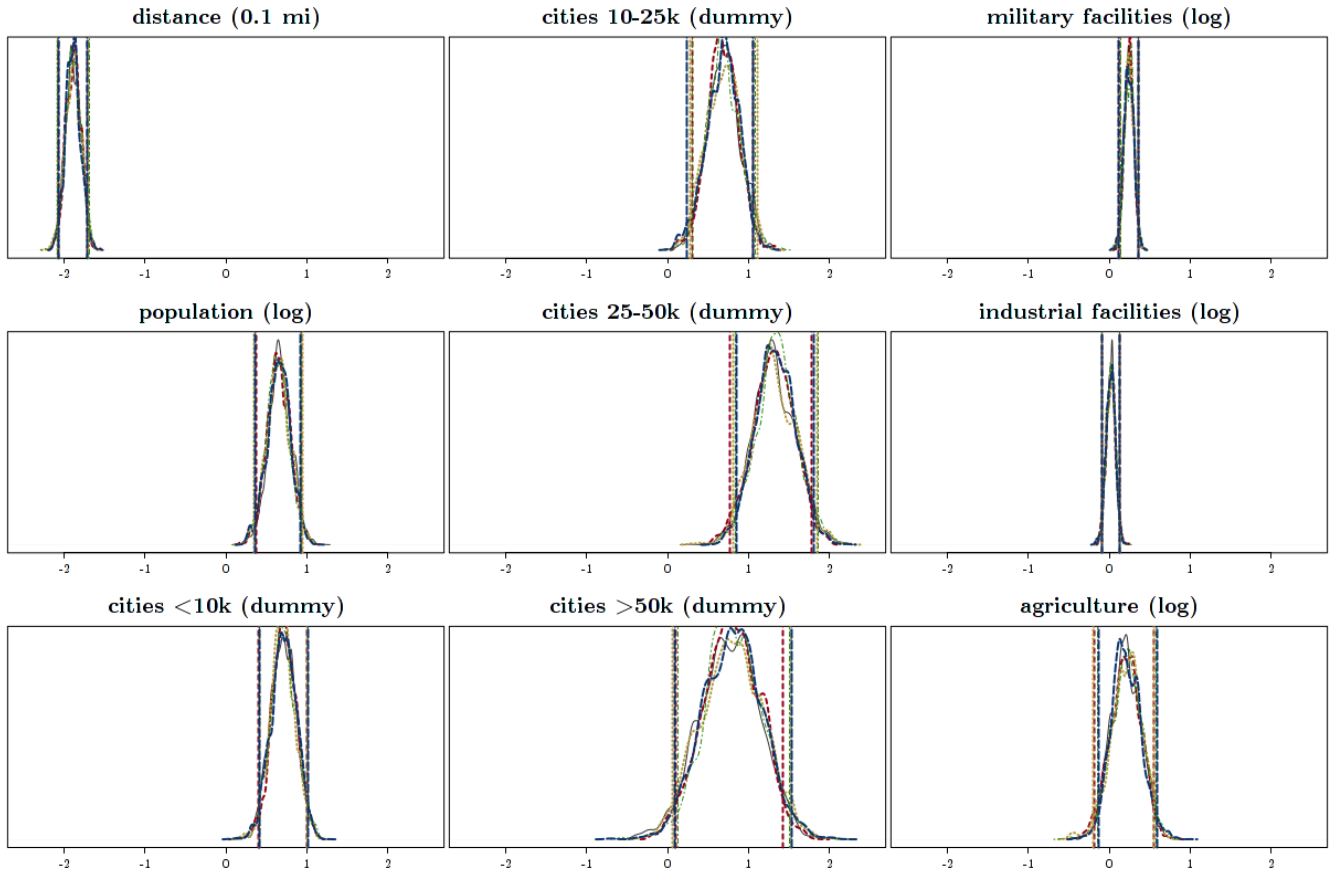 distance (0.1 mi) cities 10-25k (dummy) military facilities (log)
-2 -1 0 1 2 -2 -1 0 1 2 -2 -1 0 1 2
population (log) cities 25-50k (dummy) industrial facilities (log)
-2 -1 0 1 2 -2 -1 0 1 2 -2 -1 0 1 2
cities <10k (dummy) cities >50k (dummy) agriculture (log)
-2 -1 0 1 2 -2 -1 0 1 2 -2 -1 0 1 2